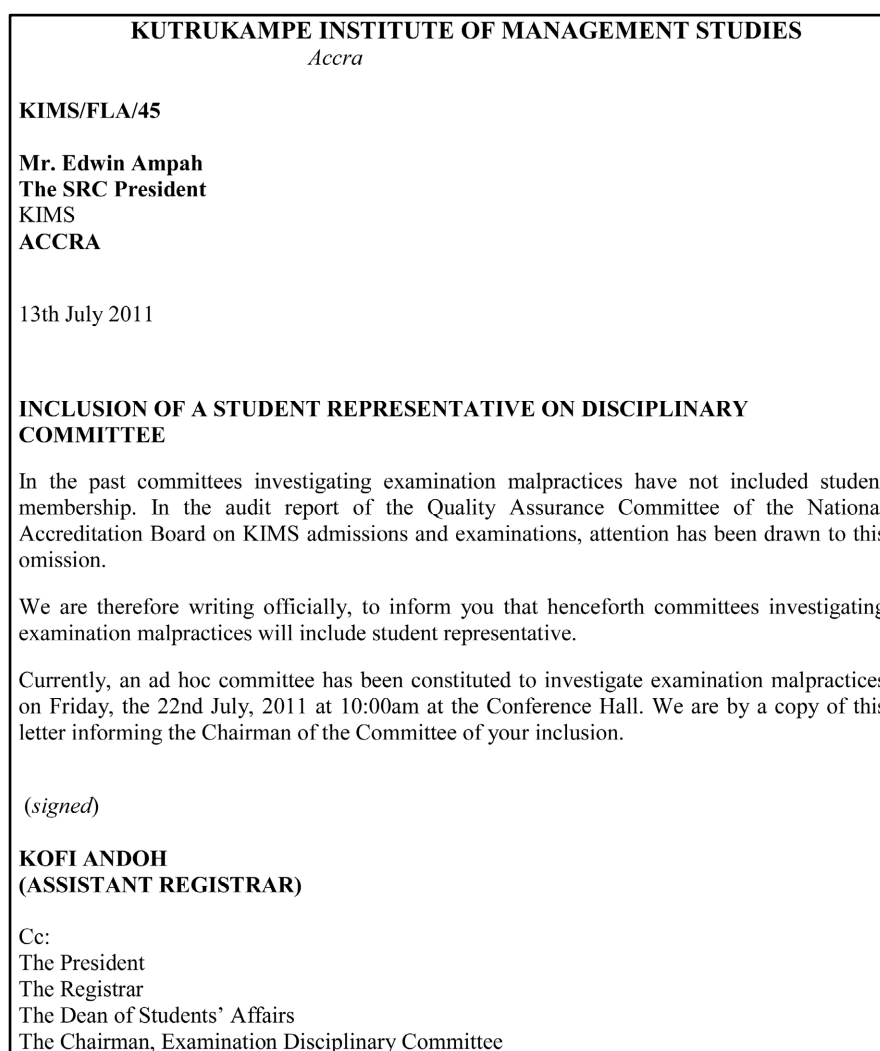 KUTRUKAMPE INSTITUTE OF MANAGEMENT STUDIES
Accra
KIMS/FLA/45
Mr. Edwin Ampah
The SRC President
KIMS
ACCRA
13th July 2011
INCLUSION OF A STUDENT REPRESENTATIVE ON DISCIPLINARY
COMMITTEE
In the past committees investigating examination malpractices have not included student
membership. In the audit report of the Quality Assurance Committee of the National
Accreditation Board on KIMS admissions and examinations, attention has been drawn to this
omission.
We are therefore writing officially, to inform you that henceforth committees investigating
examination malpractices will include student representative.
Currently, an ad hoc committee has been constituted to investigate examination malpractices
on Friday, the 22nd July, 2011 at 10:00am at the Conference Hall. We are by a copy of this
letter informing the Chairman of the Committee of your inclusion.
(signed)
KOFI ANDOH
(ASSISTANT REGISTRAR)
Cc:
The President
The Registrar
The Dean of Students’ Affairs
The Chairman, Examination Disciplinary Committee